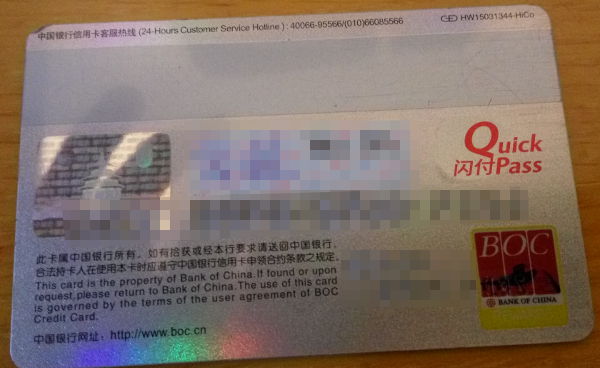 中国银行信用卡客服热线 (24-Hours Customer Service Hotline ): 40066-95566/(010)66085566
HW15031344-HiCo
Quick
闪付Pass
此卡属中国银行所有。如有拾获或经本行要求请送回中国银行。
合法持卡人在使用本卡时应遵守中国银行信用卡申领合约条款之规定。
This card is the property of Bank of China.If found or upon
request,please return to Bank of China.The use of this card
is governed by the terms of the user agreement of BOC
Credit Card.
中国银行网址: http://www.boc.cn
BOC
BANK OF CHINA